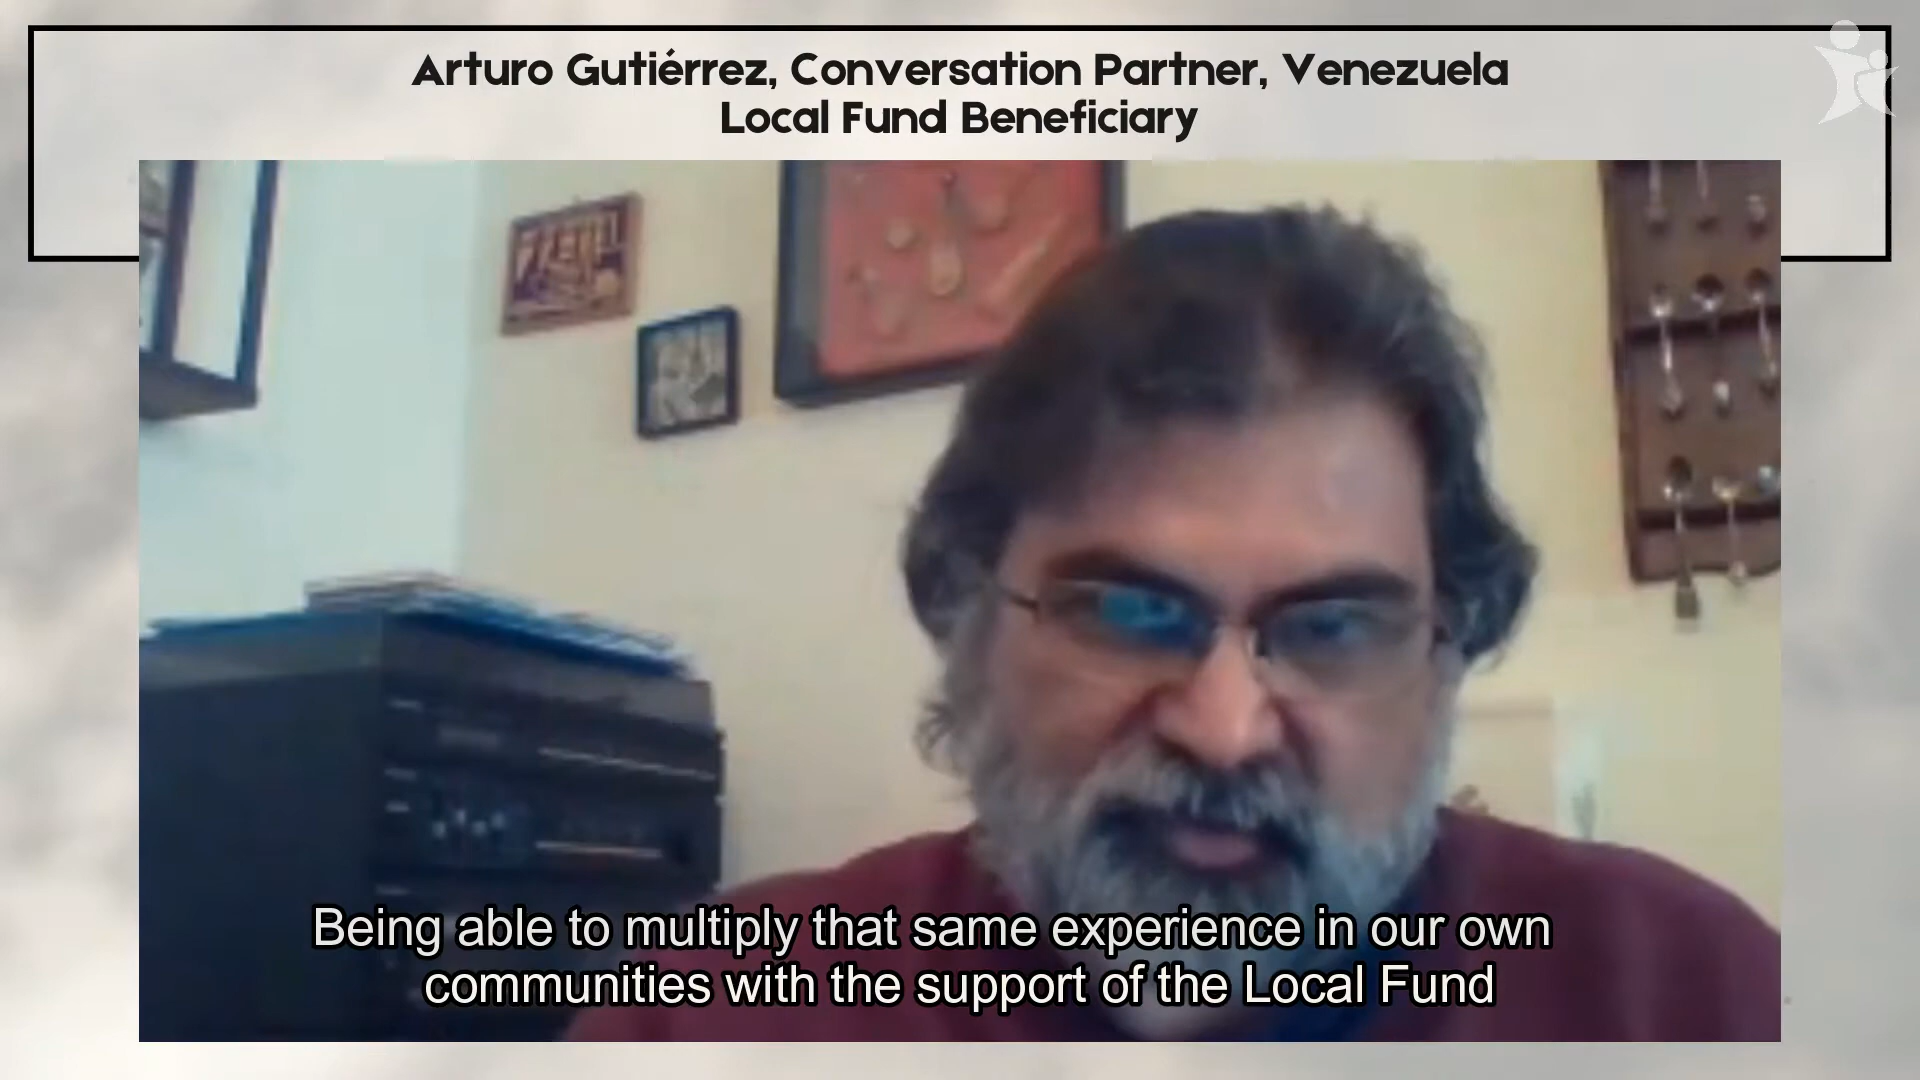 Arturo Gutiérrez, Conversation Partner, Venezuela
Local Fund Beneficiary
Being able to multiply that same experience in our own
communities with the support of the Local Fund